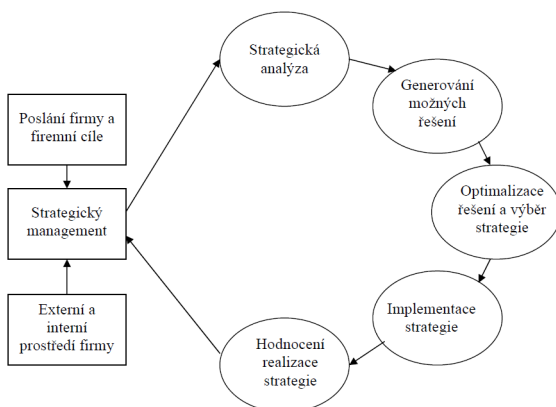 Strategická
analýza
Generování
možných
řešení
Poslání firmy a
firemní cíle
Optimalizace
řešení a výběr
strategie
Strategický
management
Implementace
strategie
Externí a
interní
prostředí firmy
Hodnocení
realizace
strategie